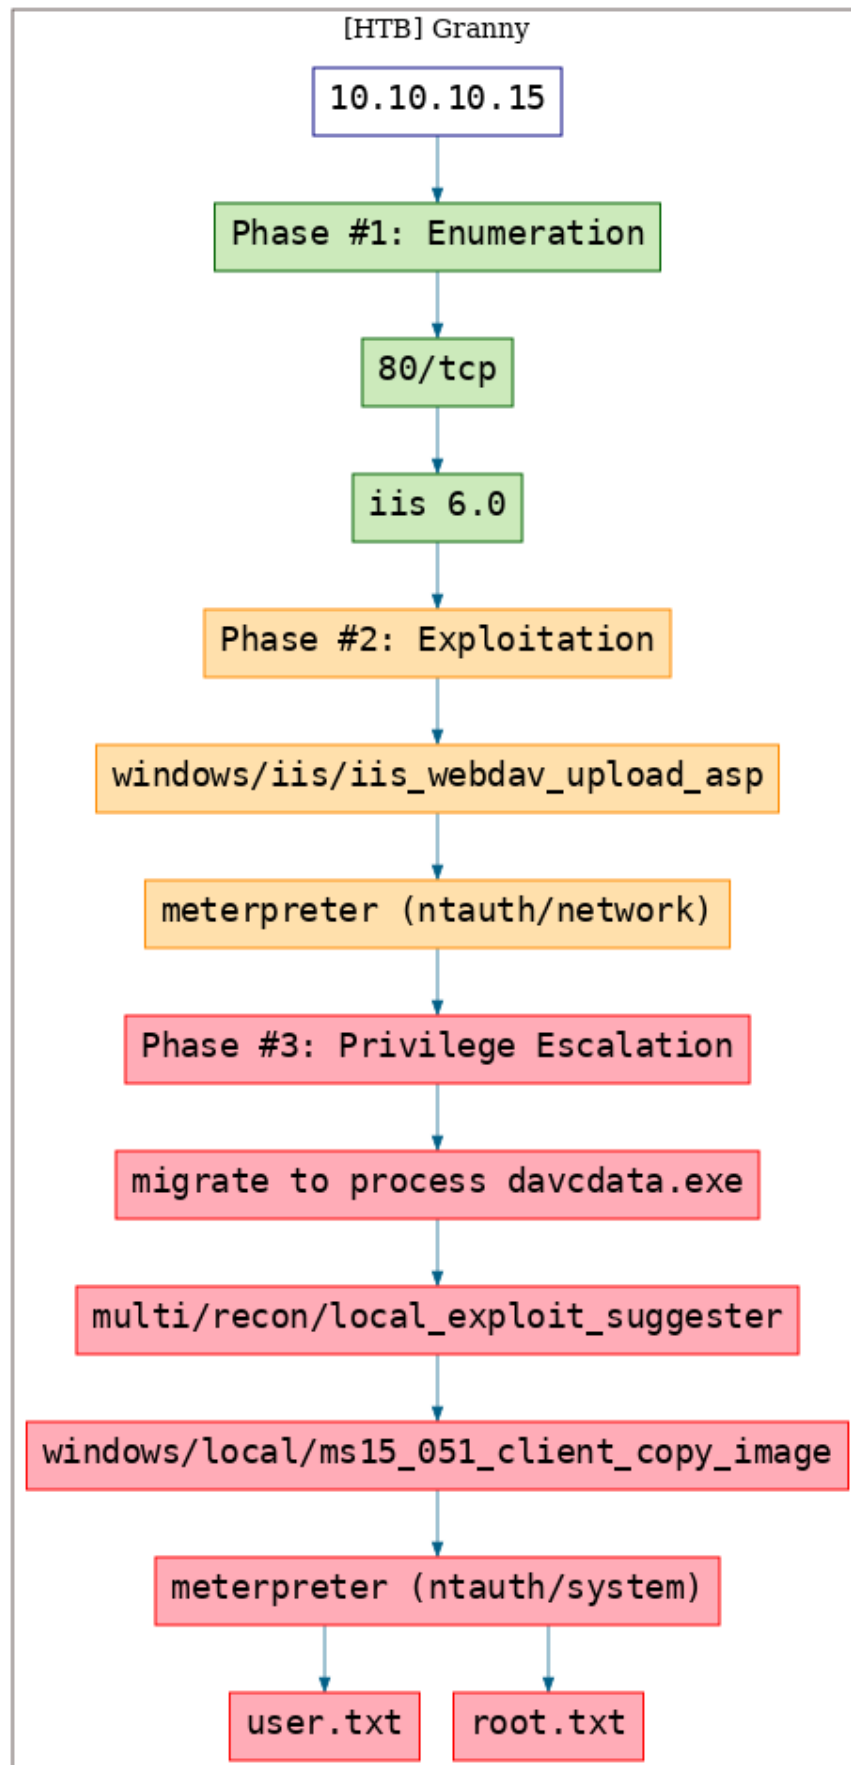 [HTB] Granny
10.10.10.15
Phase #1: Enumeration
80/tcp
iis 6.0
Phase #2: Exploitation
windows/iis/iis_webdav_upload_asp
meterpreter (ntauth/network)
Phase #3: Privilege Escalation
migrate to process davcdata.exe
multi/recon/local_exploit_suggester
windows/local/ms15_051_client_copy_image
meterpreter (ntauth/system)
user.txt
root.txt